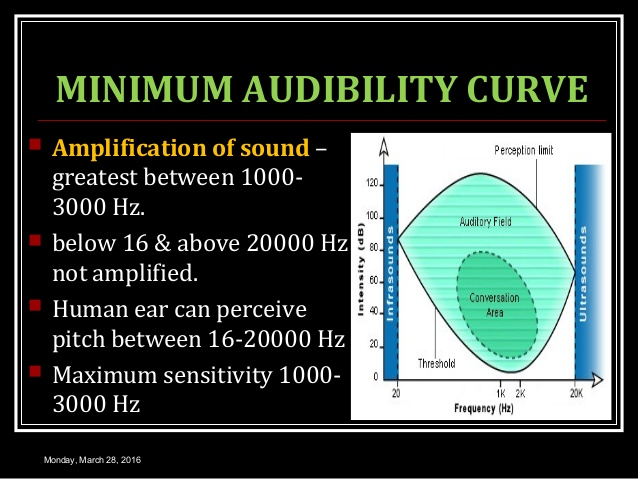 MINIMUM AUDIBILITY CURVE
Amplification of sound –
greatest between 1000-
3000 Hz.
below 16 & above 20000 Hz
not amplified.
Human ear can perceive
pitch between 16-20000 Hz
Maximum sensitivity 1000-
3000 Hz
Perception limit
120
100
80
60
40
20
0
Intensity (dB)
Infrasounds
Auditory Field
Conversation
Area
Threshold
Ultrasounds
20
1K
2K
20K
Frequency (Hz)
Monday, March 28, 2016